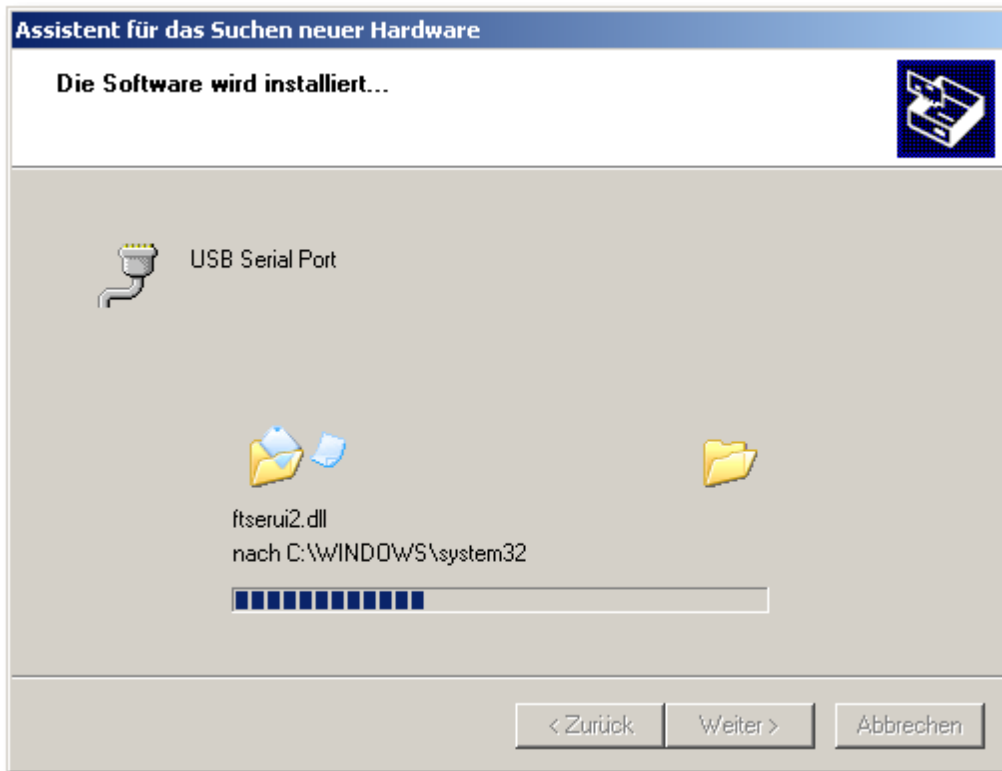 Assistent für das Suchen neuer Hardware
Die Software wird installiert...
USB Serial Port
ftserui2.dll
nach C:\WINDOWS\system32
< Zurück
Weiter >
Abbrechen